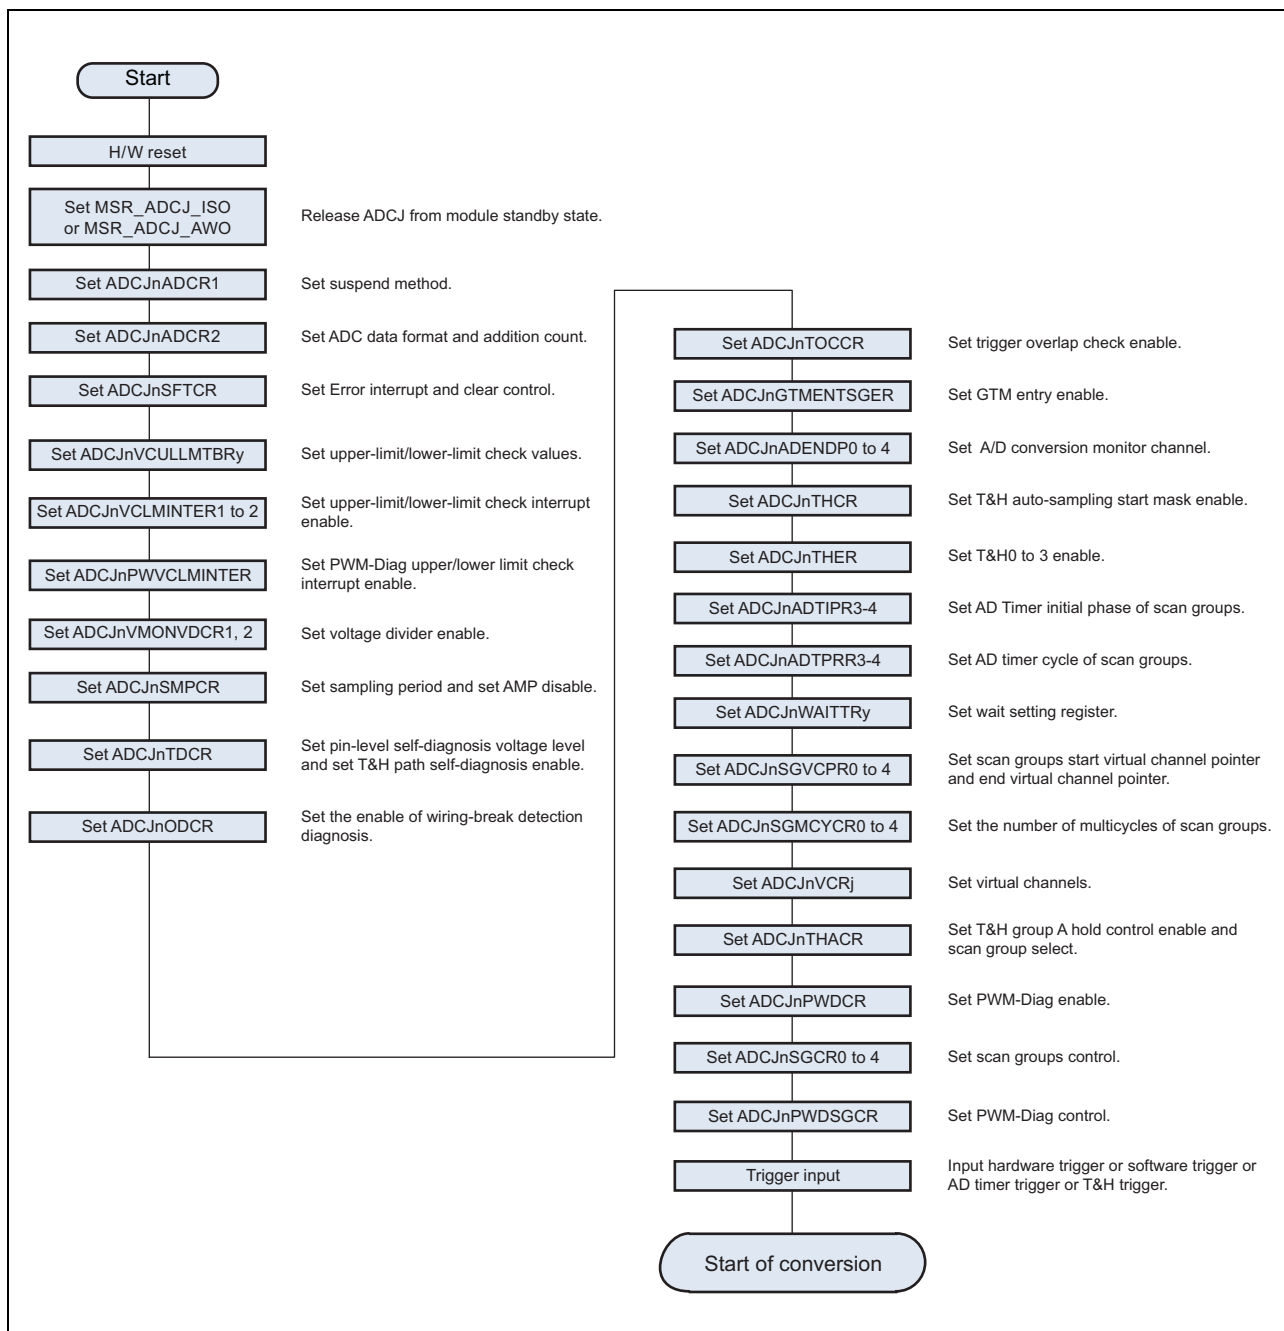 Start
H/W reset
Set MSR_ADCJ_ISO
or MSR_ADCJ_AWO
Release ADCJ from module standby state.
Set ADCJnADCR1
Set suspend method.
Set ADCJnADCR2
Set ADC data format and addition count.
Set ADCJnSFTCR
Set Error interrupt and clear control.
Set ADCJnVCULLMTBRy
Set upper-limit/lower-limit check values.
Set ADCJnVCLMINTER1 to 2
Set upper-limit/lower-limit check interrupt
enable.
Set ADCJnPWVCLMINTER
Set PWM-Diag upper/lower limit check
interrupt enable.
Set ADCJnVMONVDCR1, 2
Set voltage divider enable.
Set ADCJnSMPCR
Set sampling period and set AMP disable.
Set ADCJnTDCR
Set pin-level self-diagnosis voltage level
and set T&H path self-diagnosis enable.
Set ADCJnODCR
Set the enable of wiring-break detection
diagnosis.
Set ADCJnTOCCR
Set trigger overlap check enable.
Set ADCJnGTMENTSGER
Set GTM entry enable.
Set ADCJnADENDP0 to 4
Set A/D conversion monitor channel.
Set ADCJnTHCR
Set T&H auto-sampling start mask enable.
Set ADCJnTHER
Set T&H0 to 3 enable.
Set ADCJnADTIPR3-4
Set AD Timer initial phase of scan groups.
Set ADCJnADTPRR3-4
Set AD timer cycle of scan groups.
Set ADCJnWAITTRy
Set wait setting register.
Set ADCJnSGVCPR0 to 4
Set scan groups start virtual channel pointer
and end virtual channel pointer.
Set ADCJnSGMCYCR0 to 4
Set the number of multicycles of scan groups.
Set ADCJnVCRj
Set virtual channels.
Set ADCJnTHACR
Set T&H group A hold control enable and
scan group select.
Set ADCJnPWDCR
Set PWM-Diag enable.
Set ADCJnSGCR0 to 4
Set scan groups control.
Set ADCJnPWDSGCR
Set PWM-Diag control.
Trigger input
Input hardware trigger or software trigger or
AD timer trigger or T&H trigger.
Start of conversion